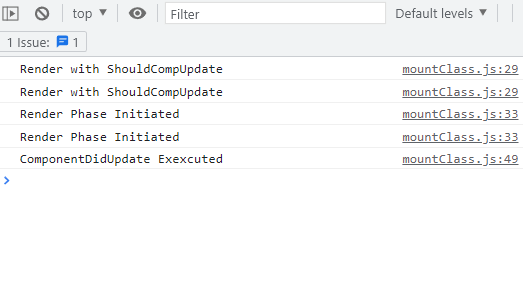 top Filter Default levels
1 Issue: 1
Render with ShouldCompUpdate mountClass.js:29
Render with ShouldCompUpdate mountClass.js:29
Render Phase Initiated mountClass.js:33
Render Phase Initiated mountClass.js:33
ComponentDidUpdate Exexcuted mountClass.js:49